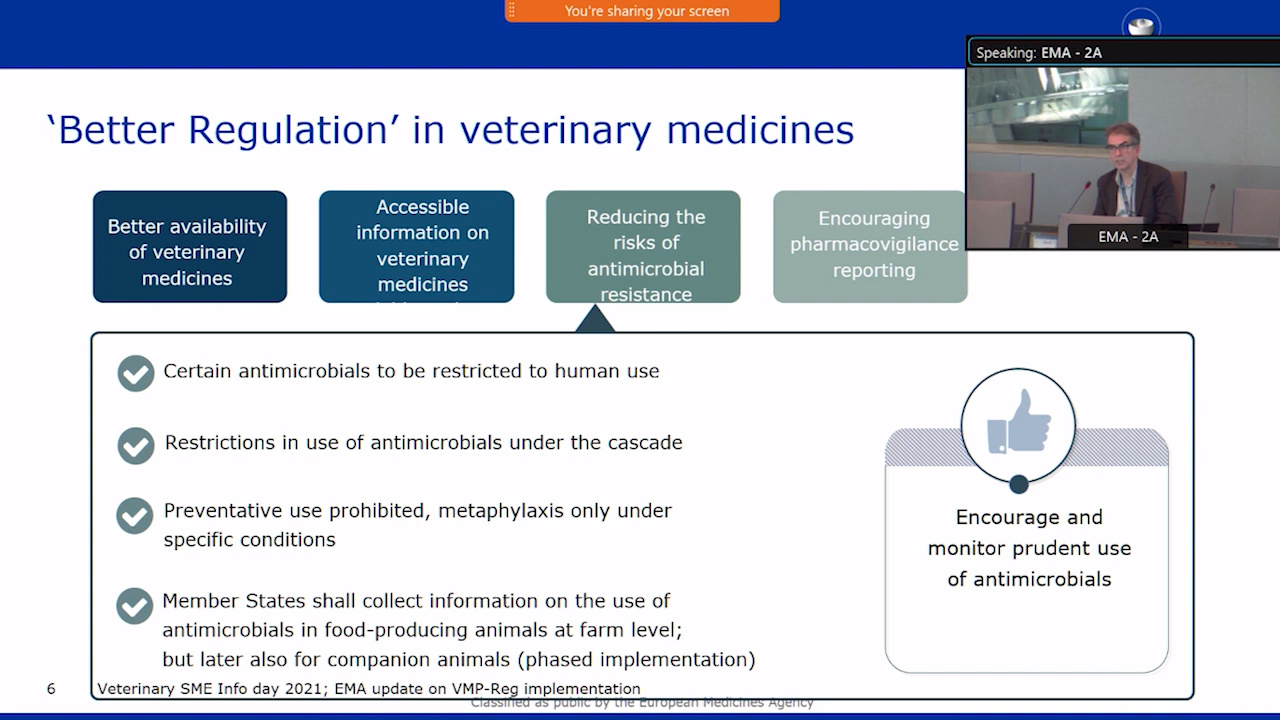 You're sharing your screen
Speaking: EMA - 2A
EMA - 2A
‘Better Regulation’ in veterinary medicines
Better availability
of veterinary
medicines
Accessible
information on
veterinary
medicines
Reducing the
risks of
antimicrobial
resistance
Encouraging
pharmacovigilance
reporting
Certain antimicrobials to be restricted to human use
Restrictions in use of antimicrobials under the cascade
Preventative use prohibited, metaphylaxis only under
specific conditions
Member States shall collect information on the use of
antimicrobials in food-producing animals at farm level;
but later also for companion animals (phased implementation)
Encourage and
monitor prudent use
of antimicrobials
6
Veterinary SME Info day 2021; EMA update on VMP-Reg implementation
Classified as public by the European Medicines Agency